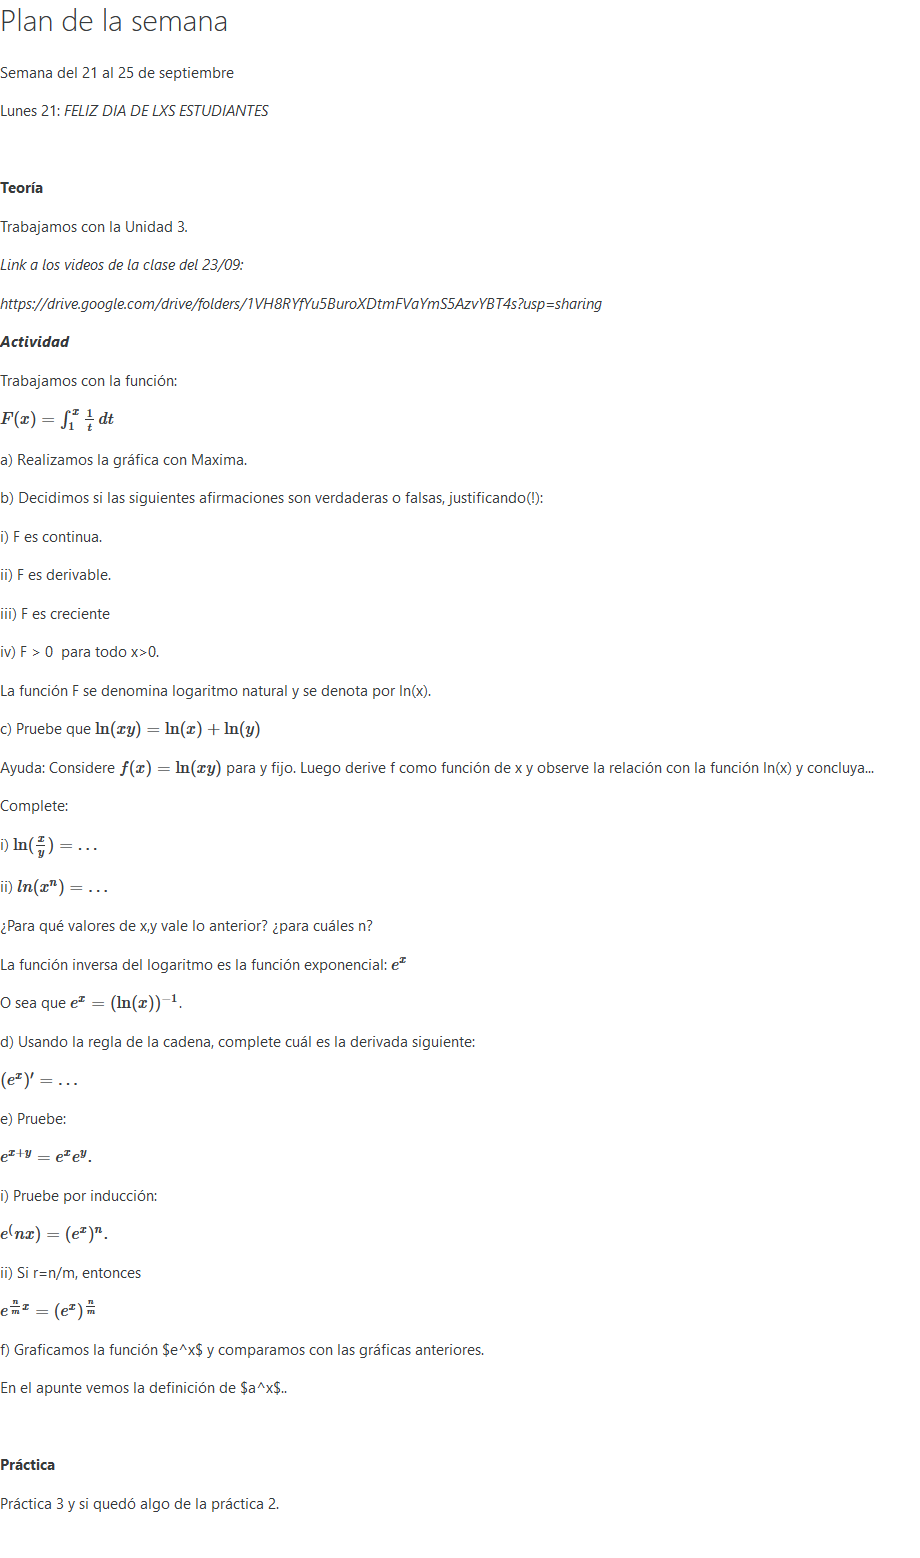 Plan de la semana
Semana del 21 al 25 de septiembre
Lunes 21: FELIZ DIA DE LXS ESTUDIANTES
Teoría
Trabajamos con la Unidad 3.
Link a los videos de la clase del 23/09:
https://drive.google.com/drive/folders/1VH8RYfYu5BuroXDtmFVaYmS5AzvYBT4s?usp=sharing
Actividad
Trabajamos con la función:
$F(x) = \int_1^x \frac{1}{t} \, dt$
a) Realizamos la gráfica con Maxima.
b) Decidimos si las siguientes afirmaciones son verdaderas o falsas, justificando(!):
i) F es continua.
ii) F es derivable.
iii) F es creciente
iv) F > 0  para todo x>0.
La función F se denomina logaritmo natural y se denota por ln(x).
c) Pruebe que $\ln(xy) = \ln(x) + \ln(y)$
Ayuda: Considere $f(x) = \ln(xy)$ para y fijo. Luego derive f como función de x y observe la relación con la función ln(x) y concluya...
Complete:
i) $\ln(\frac{x}{y}) = \ldots$
ii) $ln(x^n) = \ldots$
¿Para qué valores de x,y vale lo anterior? ¿para cuáles n?
La función inversa del logaritmo es la función exponencial: $e^x$
O sea que $e^x = (\ln(x))^{-1}$.
d) Usando la regla de la cadena, complete cuál es la derivada siguiente:
$(e^x)' = \ldots$
e) Pruebe:
$e^{x+y} = e^x e^y$.
i) Pruebe por inducción:
$e^(nx) = (e^x)^n$.
ii) Si r=n/m, entonces
$e^{\frac{n}{m}x} = (e^x)^{\frac{n}{m}}$
f) Graficamos la función $e^x$ y comparamos con las gráficas anteriores.
En el apunte vemos la definición de $a^x$..
Práctica
Práctica 3 y si quedó algo de la práctica 2.